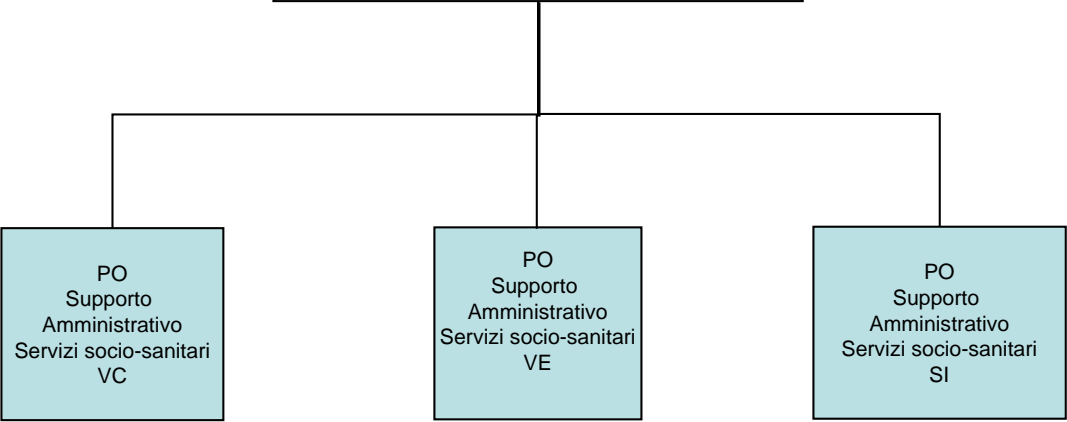 PO
Supporto
Amministrativo
Servizi socio-sanitari
VC
PO
Supporto
Amministrativo
Servizi socio-sanitari
VE
PO
Supporto
Amministrativo
Servizi socio-sanitari
SI